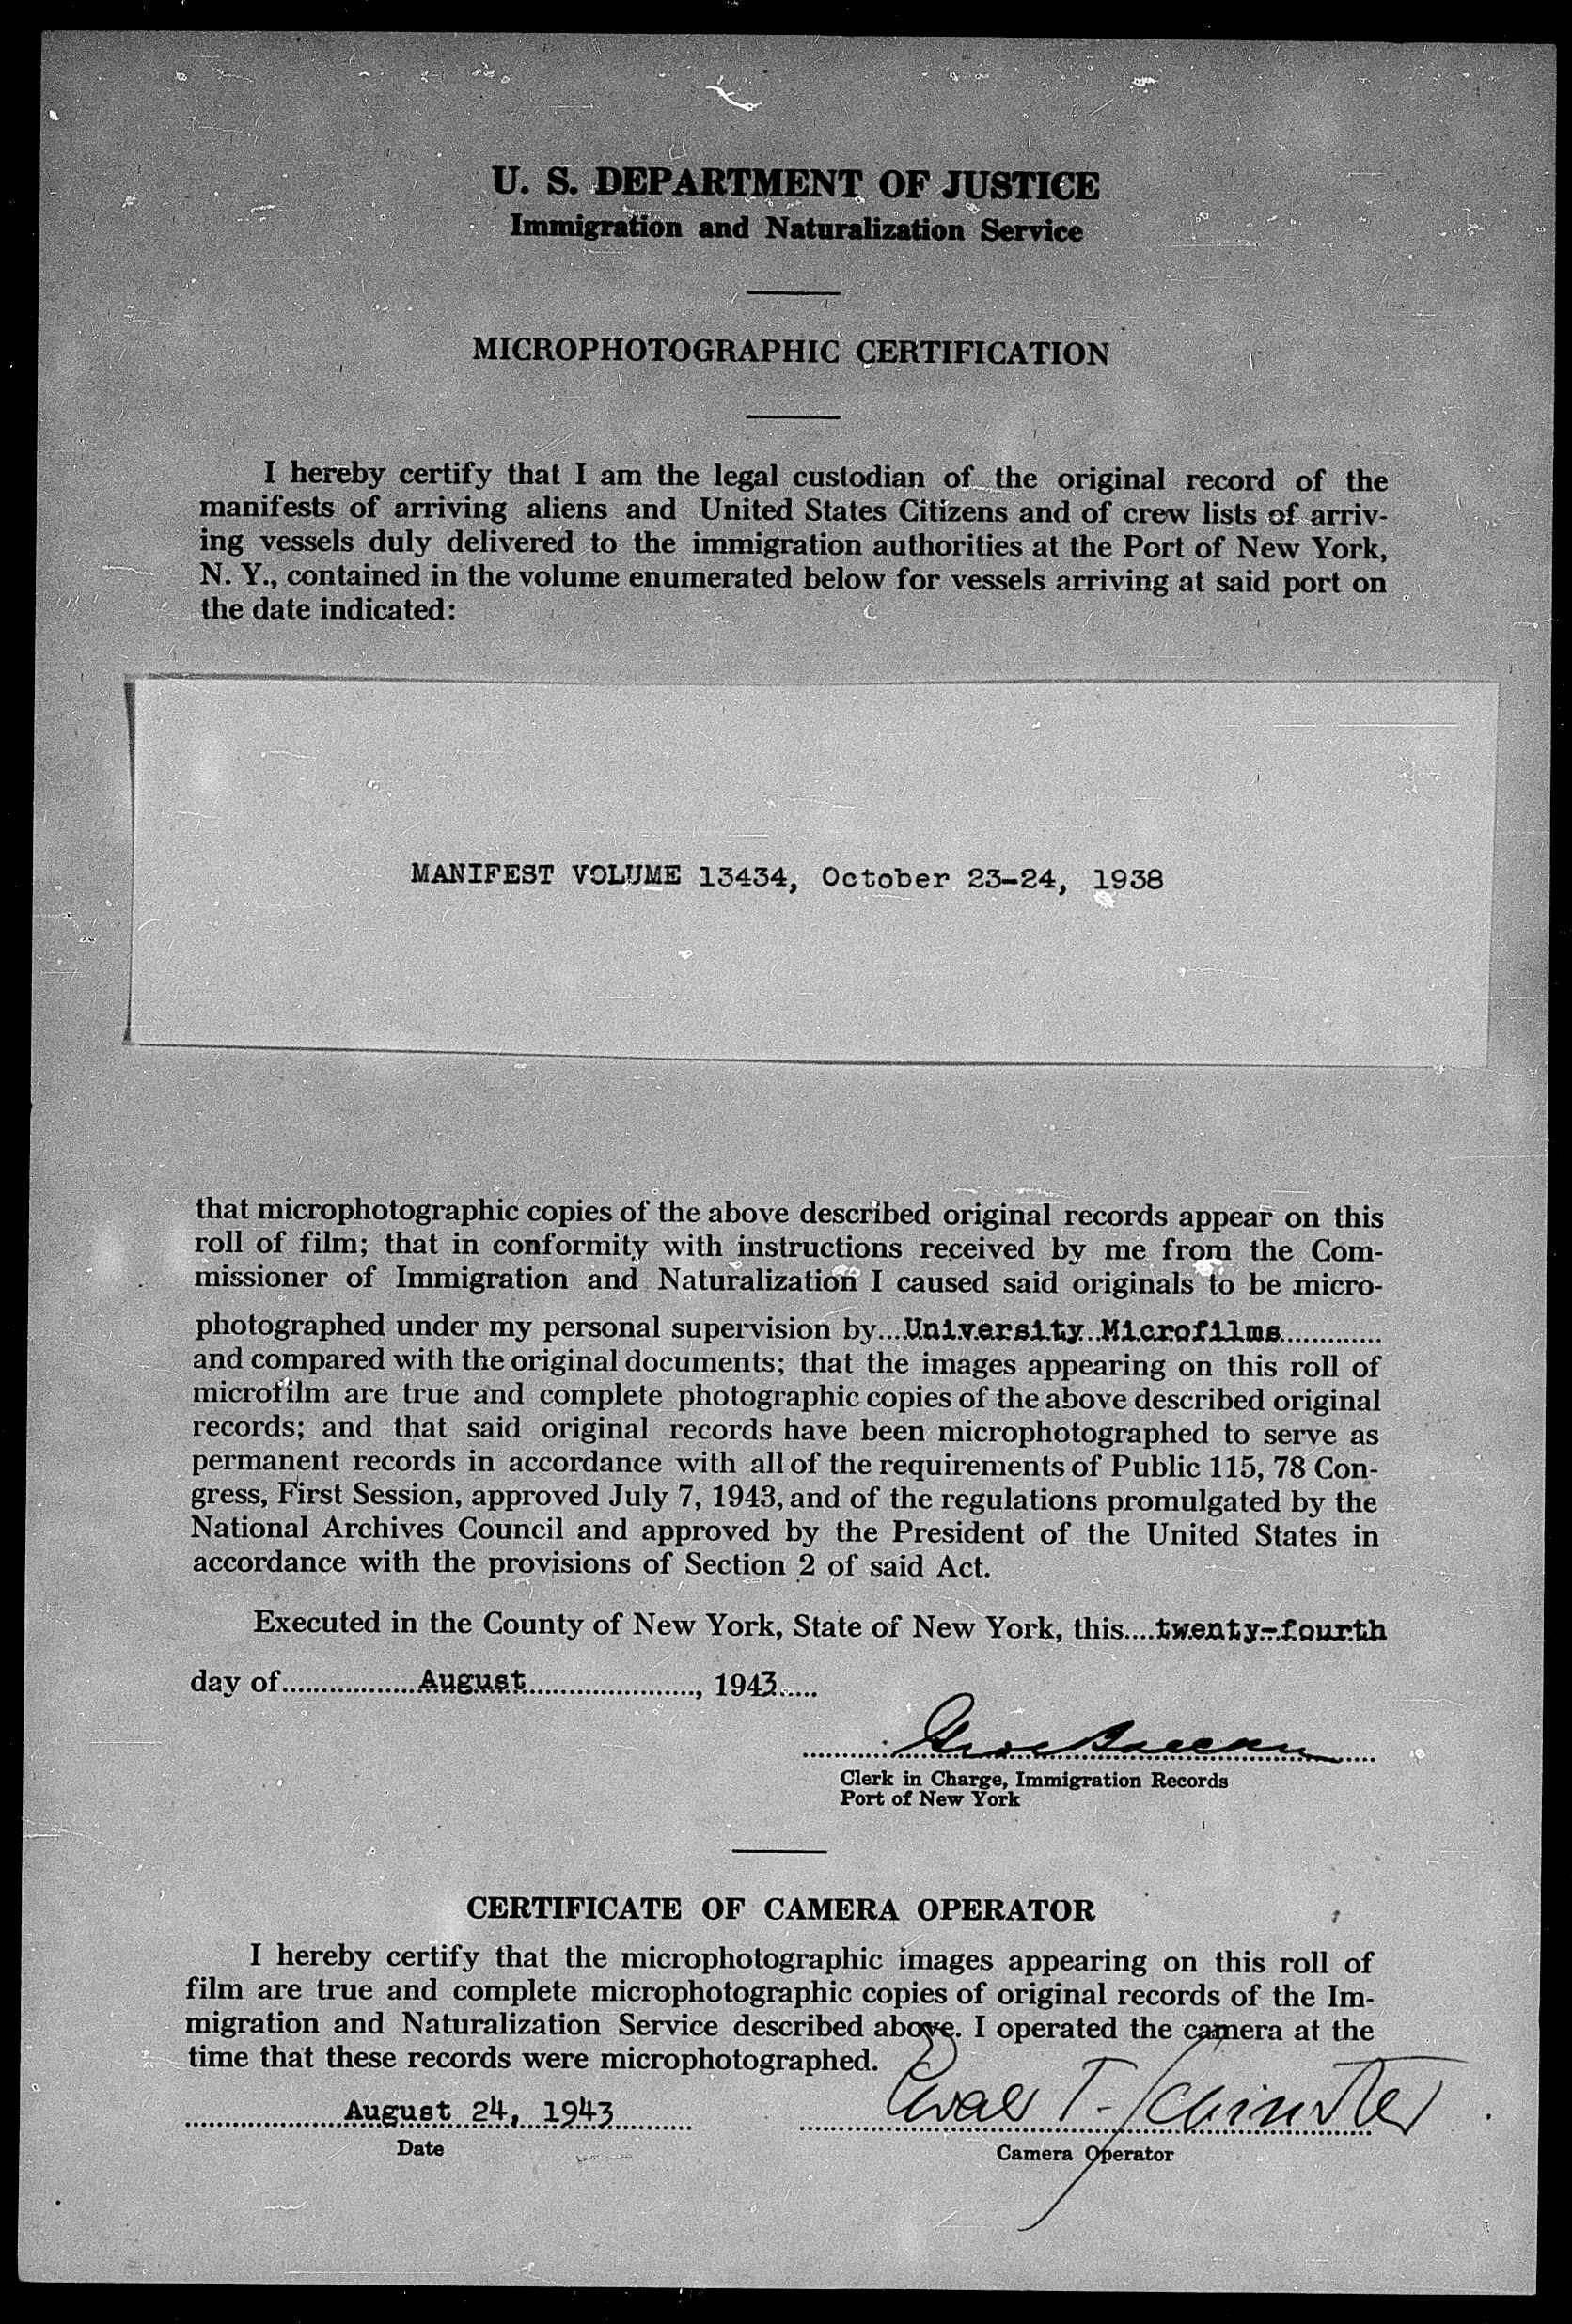 U. S. DEPARTMENT OF JUSTICE
Immigration and Naturalization Service
MICROPHOTOGRAPHIC CERTIFICATION
I hereby certify that I am the legal custodian of the original record of the
manifests of arriving aliens and United States Citizens and of crew lists of arriv-
ing vessels duly delivered to the immigration authorities at the Port of New York,
N. Y., contained in the volume enumerated below for vessels arriving at said port on
the date indicated:
MANIFEST VOLUME 13434, October 23-24, 1938
that microphotographic copies of the above described original records appear on this
roll of film; that in conformity with instructions received by me from the Com-
missioner of Immigration and Naturalization I caused said originals to be micro-
photographed under my personal supervision by...University Microfilms.............
and compared with the original documents; that the images appearing on this roll of
microfilm are true and complete photographic copies of the above described original
records; and that said original records have been microphotographed to serve as
permanent records in accordance with all of the requirements of Public 115, 78 Con-
gress, First Session, approved July 7, 1943, and of the regulations promulgated by the
National Archives Council and approved by the President of the United States in
accordance with the provisions of Section 2 of said Act.
Executed in the County of New York, State of New York, this....twenty-fourth
day of.................August......................, 1943.....
Clerk in Charge, Immigration Records
Port of New York
CERTIFICATE OF CAMERA OPERATOR
I hereby certify that the microphotographic images appearing on this roll of
film are true and complete microphotographic copies of original records of the Im-
migration and Naturalization Service described above. I operated the camera at the
time that these records were microphotographed.
August 24, 1943
Date
Camera Operator